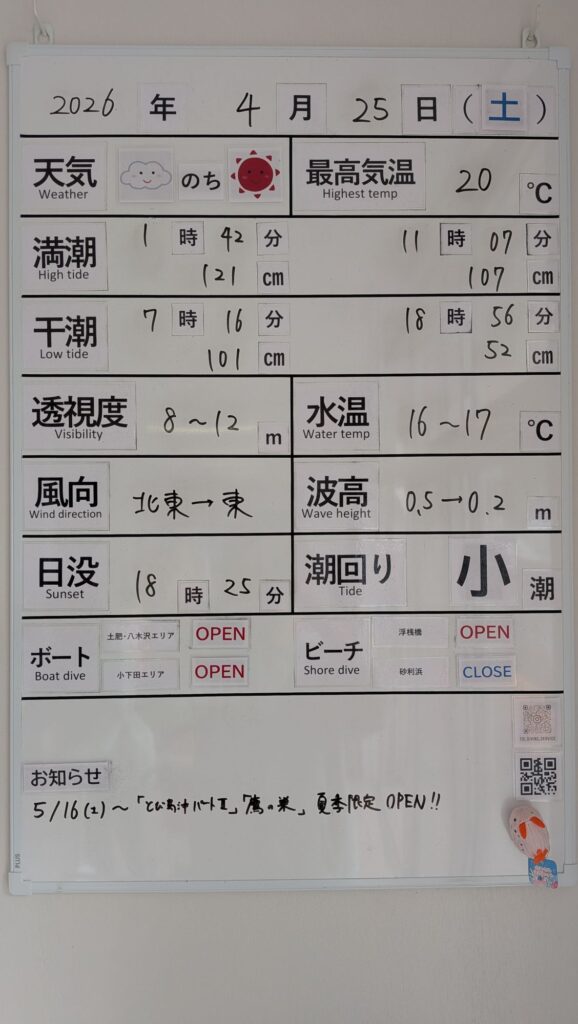 2026 年 4 月 25 日 (土)
天気 のち 最高気温 20 ℃
Weather Highest temp
満潮 1 時 42 分 11 時 07 分
High tide 121 cm 107 cm
干潮 7 時 16 分 18 時 56 分
Low tide 101 cm 52 cm
透視度 8～12 m 水温 16～17 ℃
Visibility Water temp
風向 北東→東 波高 0.5→0.2 m
Wind direction Wave height
日没 18 時 25 分 潮回り 小 潮
Sunset Tide
ボート 土肥・八木沢エリア OPEN ビーチ 浮桟橋 OPEN
Boat dive 小下田エリア OPEN Shore dive 砂利浜 CLOSE
お知らせ
5/16(土)～「とび島沖パートⅡ」「鷹の巣」夏季限定 OPEN!!
PLUS